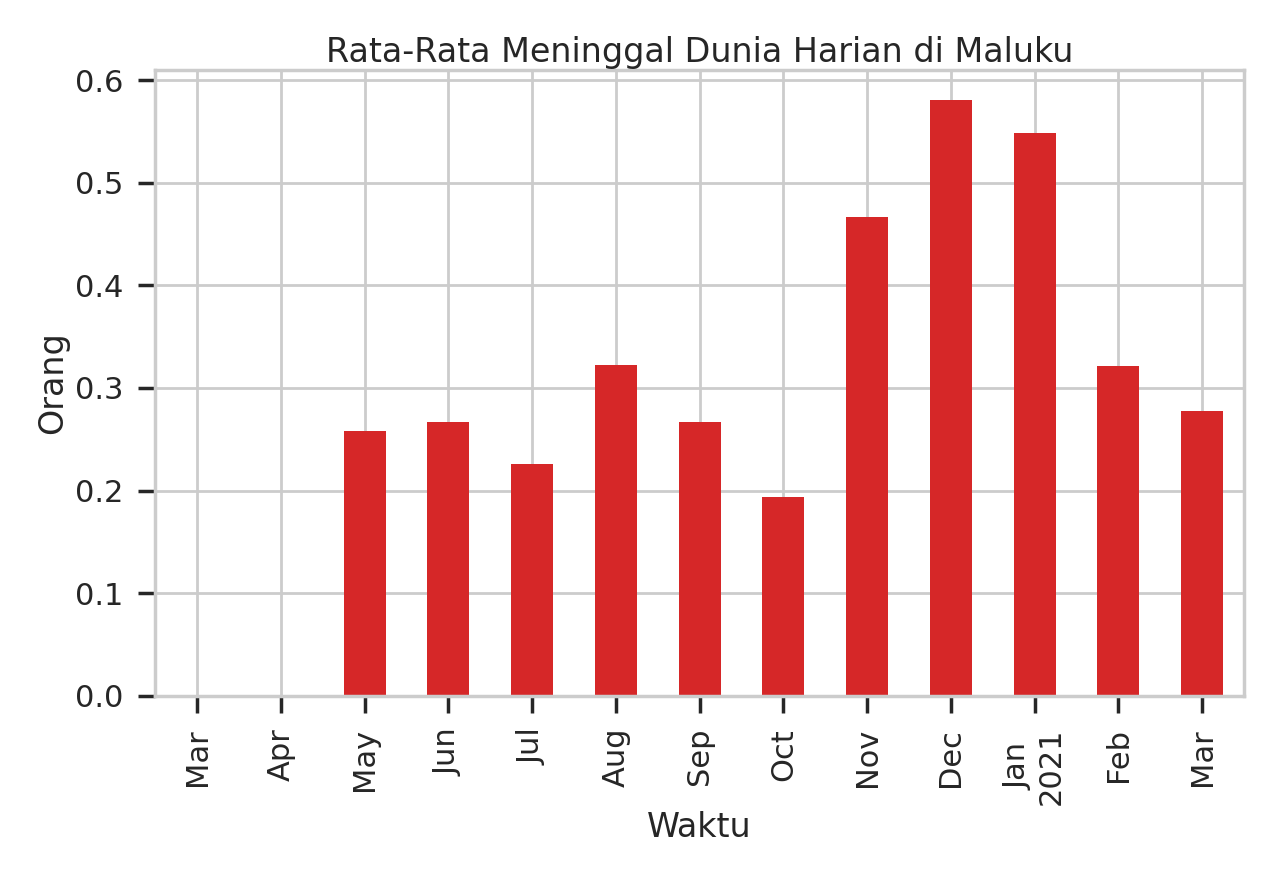 Rata-Rata Meninggal Dunia Harian di Maluku
0.6
0.5
0.4
0.3
0.2
0.1
0.0
Orang
Mar
Apr
May
Jun
Jul
Aug
Sep
Oct
Nov
Dec
Jan
2021
Feb
Mar
Waktu